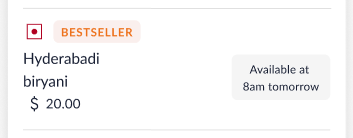 BESTSELLER
Hyderabadi
biryani
$ 20.00
Available at
8am tomorrow